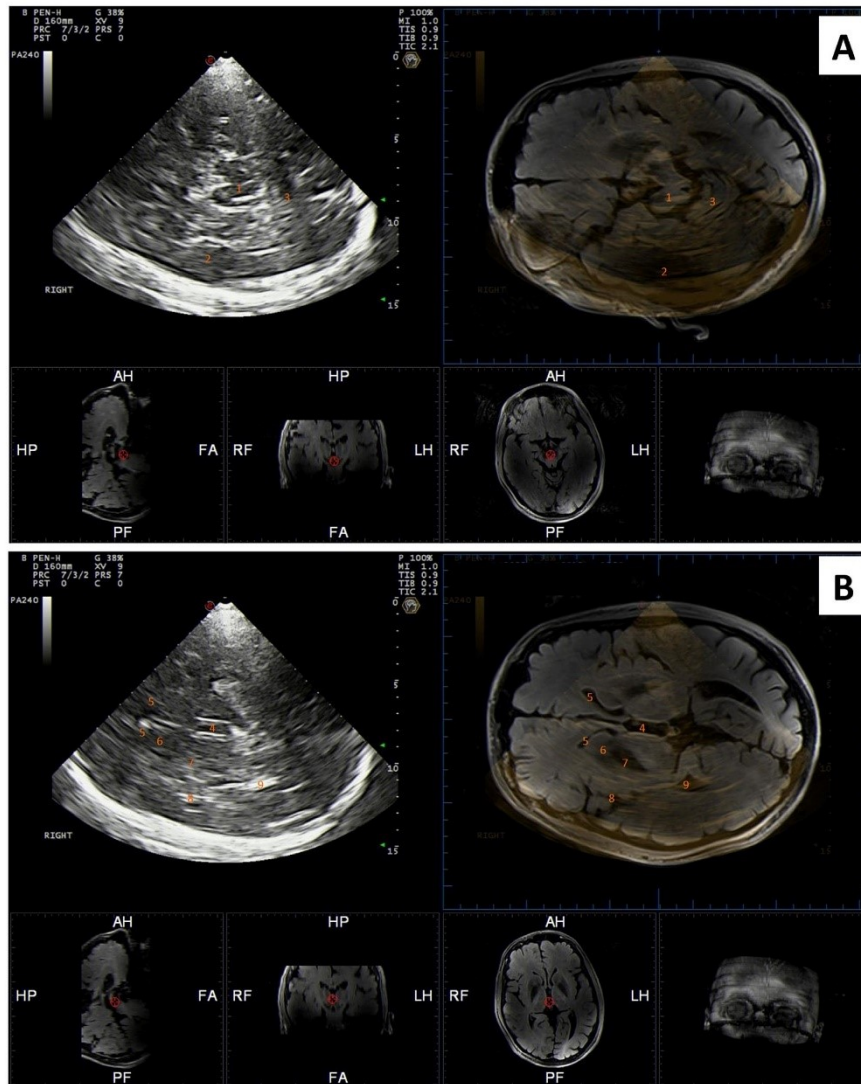 B PEN-H G 38%
D 160mm XV 9
PRC 7/3/2 PRS 7
PST 0 C 0
P 100%
MI 1.0
TIS 0.9
TIB 0.9
TIC 2.1
A
PA240
0
5
1
3
10
2
15
RIGHT
1
3
2
AH
HP
FA
PF
HP
RF
LH
FA
AH
RF
LH
PF
B PEN-H G 38%
D 160mm XV 9
PRC 7/3/2 PRS 7
PST 0 C 0
P 100%
MI 1.0
TIS 0.9
TIB 0.9
TIC 2.1
B
PA240
0
5
5
5
4
6
7
9
8
10
15
RIGHT
5
4
5
6
7
8
9
AH
HP
FA
PF
HP
RF
LH
FA
AH
RF
LH
PF